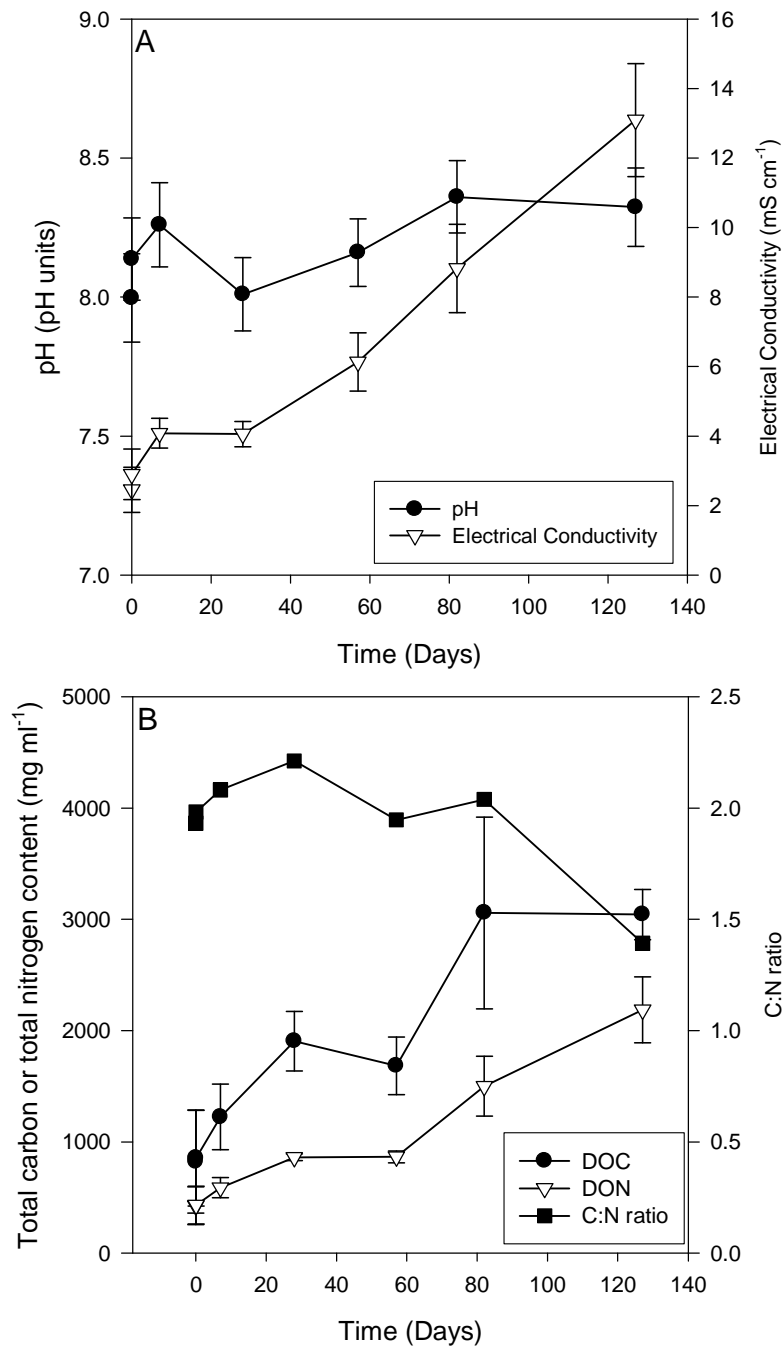 A
9.0
8.5
8.0
7.5
7.0
pH (pH units)
16
14
12
10
8
6
4
2
0
Electrical Conductivity (mS cm⁻¹)
pH
Electrical Conductivity
0 20 40 60 80 100 120 140
Time (Days)
B
5000
4000
3000
2000
1000
0
Total carbon or total nitrogen content (mg ml⁻¹)
2.5
2.0
1.5
1.0
0.5
0.0
C:N ratio
DOC
DON
C:N ratio
0 20 40 60 80 100 120 140
Time (Days)